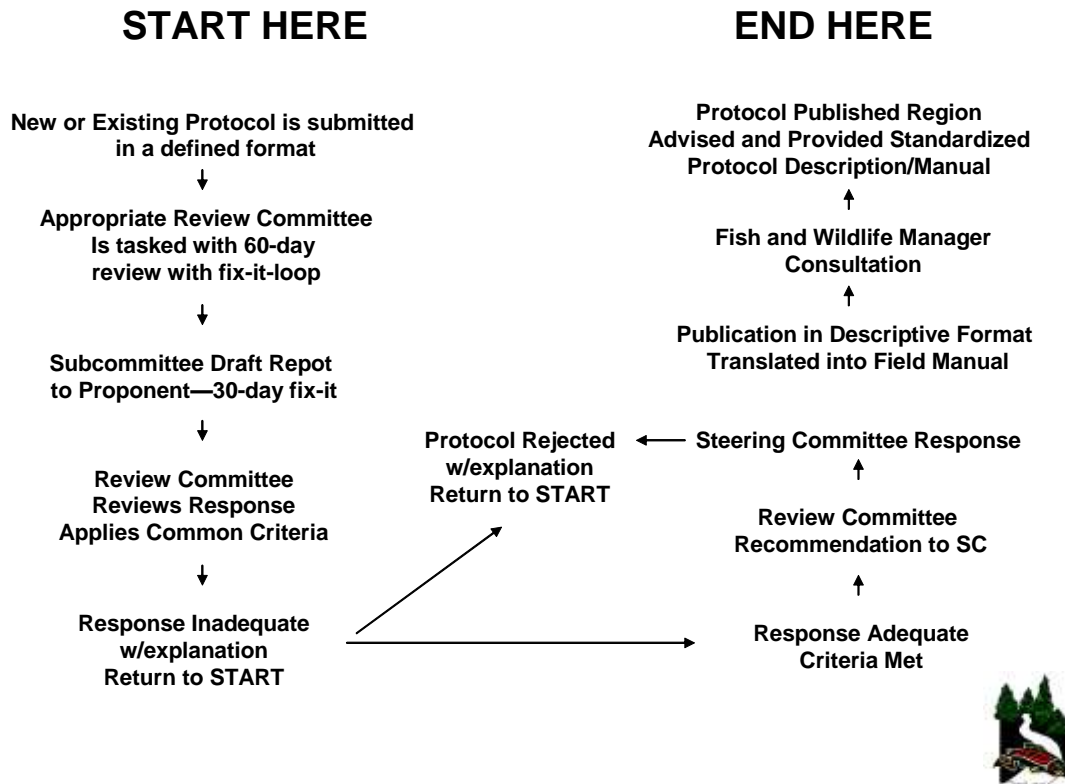 START HERE
New or Existing Protocol is submitted
in a defined format
Appropriate Review Committee
Is tasked with 60-day
review with fix-it-loop
Subcommittee Draft Repot
to Proponent—30-day fix-it
Review Committee
Reviews Response
Applies Common Criteria
Response Inadequate
w/explanation
Return to START
Protocol Rejected
w/explanation
Return to START
END HERE
Protocol Published Region
Advised and Provided Standardized
Protocol Description/Manual
Fish and Wildlife Manager
Consultation
Publication in Descriptive Format
Translated into Field Manual
Steering Committee Response
Review Committee
Recommendation to SC
Response Adequate
Criteria Met